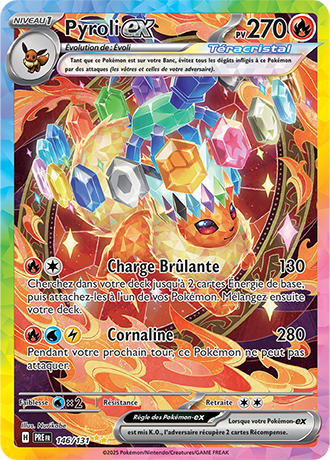 NIVEAU 1
Pyroli ex
PV 270
Évolution de : Évoli
Téracristal
Tant que ce Pokémon est sur votre Banc, évitez tous les dégâts infligés à ce Pokémon
par des attaques (les vôtres et celles de votre adversaire).
Charge Brûlante 130
Cherchez dans votre deck jusqu'à 2 cartes Énergie de base,
puis attachez-les à l'un de vos Pokémon. Mélangez ensuite
votre deck.
Cornaline 280
Pendant votre prochain tour, ce Pokémon ne peut pas
attaquer.
Faiblesse ×2 Résistance Retraite
Illus. Nurikabe
Règle des Pokémon-ex
Lorsque votre Pokémon-ex
est mis K.O., l'adversaire récupère 2 cartes Récompense.
H PRE FR 146/131
©2025 Pokémon/Nintendo/Creatures/GAME FREAK